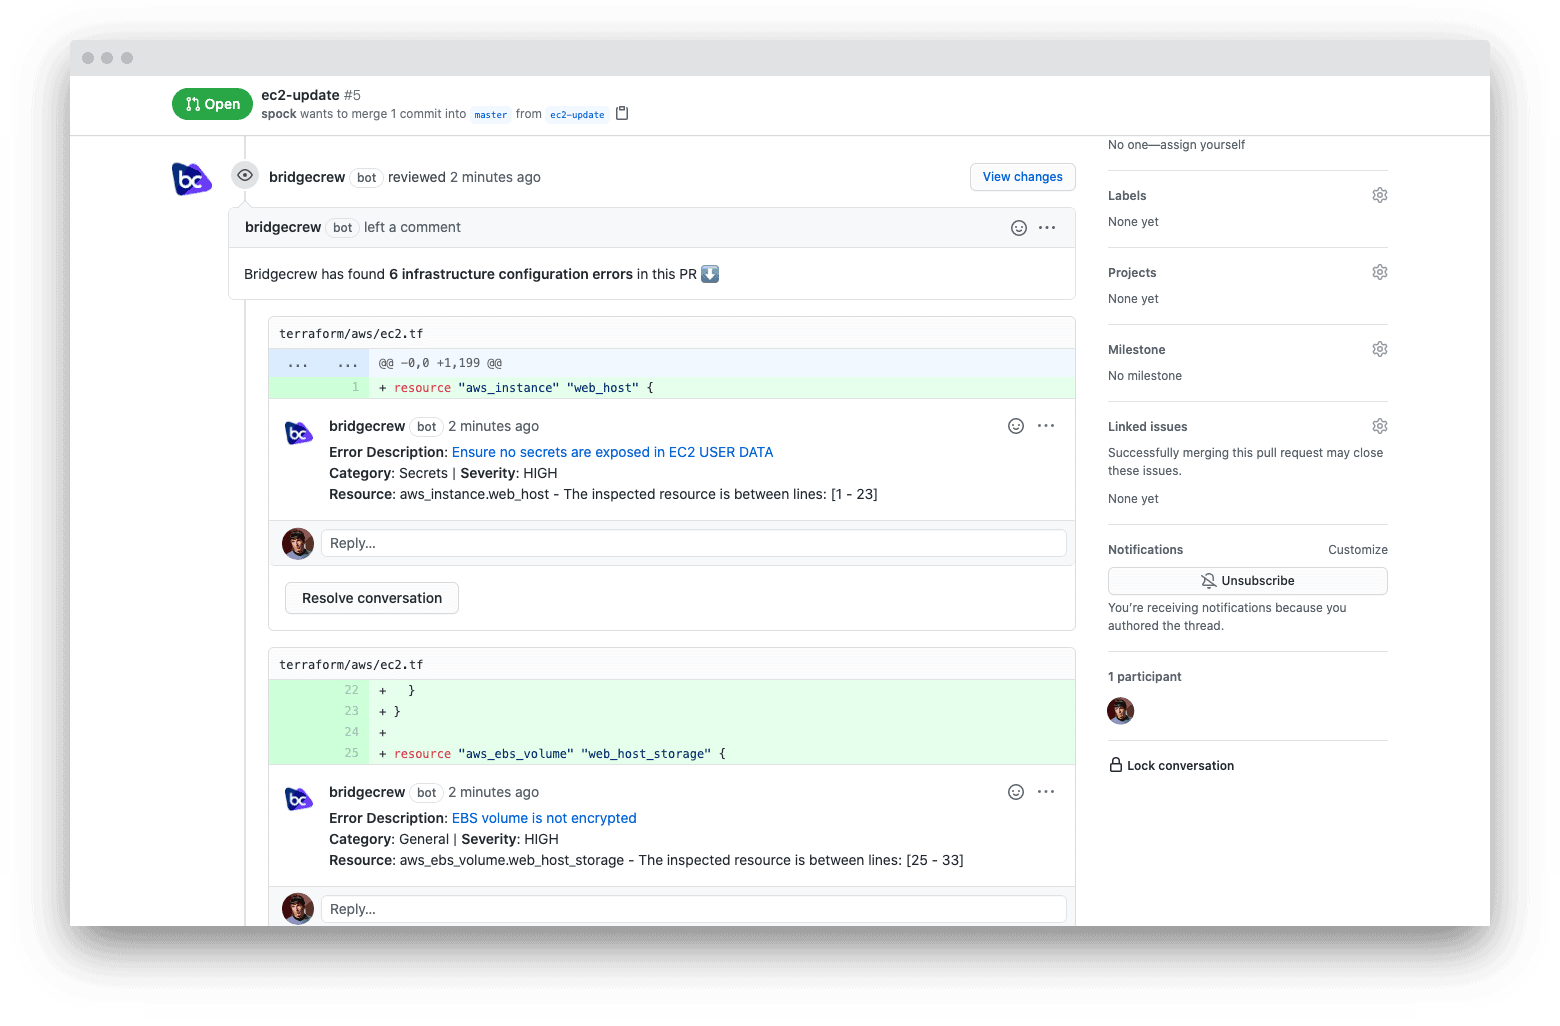 Open
ec2-update #5
spock wants to merge 1 commit into master from ec2-update
No one—assign yourself
bc
bridgecrew bot reviewed 2 minutes ago
View changes
bridgecrew bot left a comment
Bridgecrew has found 6 infrastructure configuration errors in this PR
terraform/aws/ec2.tf
... ... @@ -0,0 +1,199 @@
1 + resource "aws_instance" "web_host" {
bc
bridgecrew bot 2 minutes ago
Error Description: Ensure no secrets are exposed in EC2 USER DATA
Category: Secrets | Severity: HIGH
Resource: aws_instance.web_host - The inspected resource is between lines: [1 - 23]
Reply...
Resolve conversation
terraform/aws/ec2.tf
22 + }
23 + }
24 +
25 + resource "aws_ebs_volume" "web_host_storage" {
bc
bridgecrew bot 2 minutes ago
Error Description: EBS volume is not encrypted
Category: General | Severity: HIGH
Resource: aws_ebs_volume.web_host_storage - The inspected resource is between lines: [25 - 33]
Reply...
Labels
None yet
Projects
None yet
Milestone
No milestone
Linked issues
Successfully merging this pull request may close
these issues.
None yet
Notifications
Customize
Unsubscribe
You're receiving notifications because you
authored the thread.
1 participant
Lock conversation